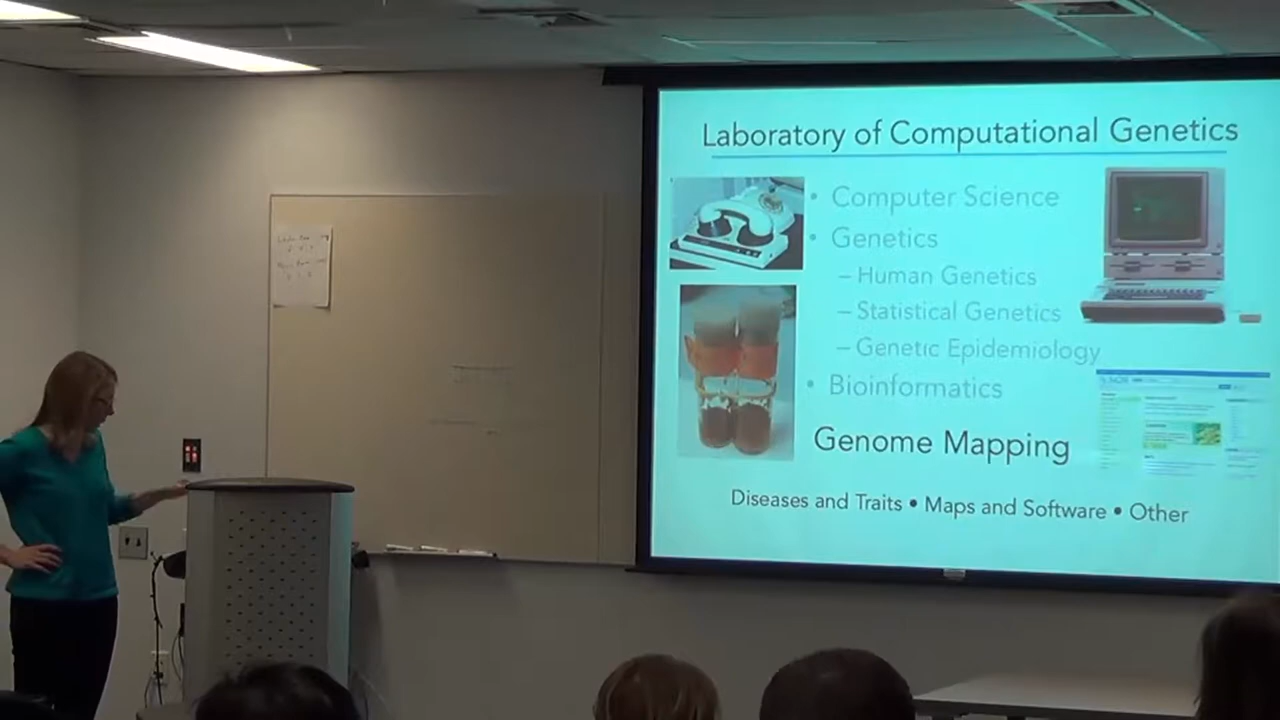 Laboratory of Computational Genetics
• Computer Science
• Genetics
– Human Genetics
– Statistical Genetics
– Genetic Epidemiology
• Bioinformatics
Genome Mapping
Diseases and Traits • Maps and Software • Other